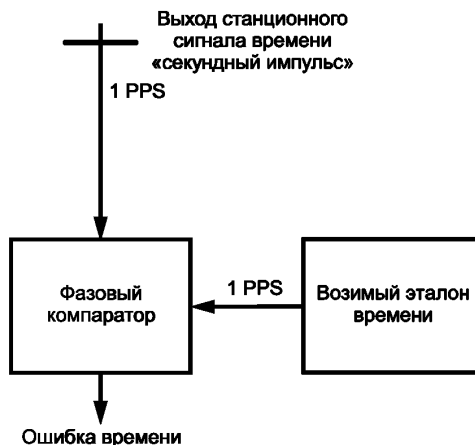 Выход станционного
сигнала времени
«секундный импульс»
1 PPS
Фазовый
компаратор
1 PPS
Возимый эталон
времени
Ошибка времени